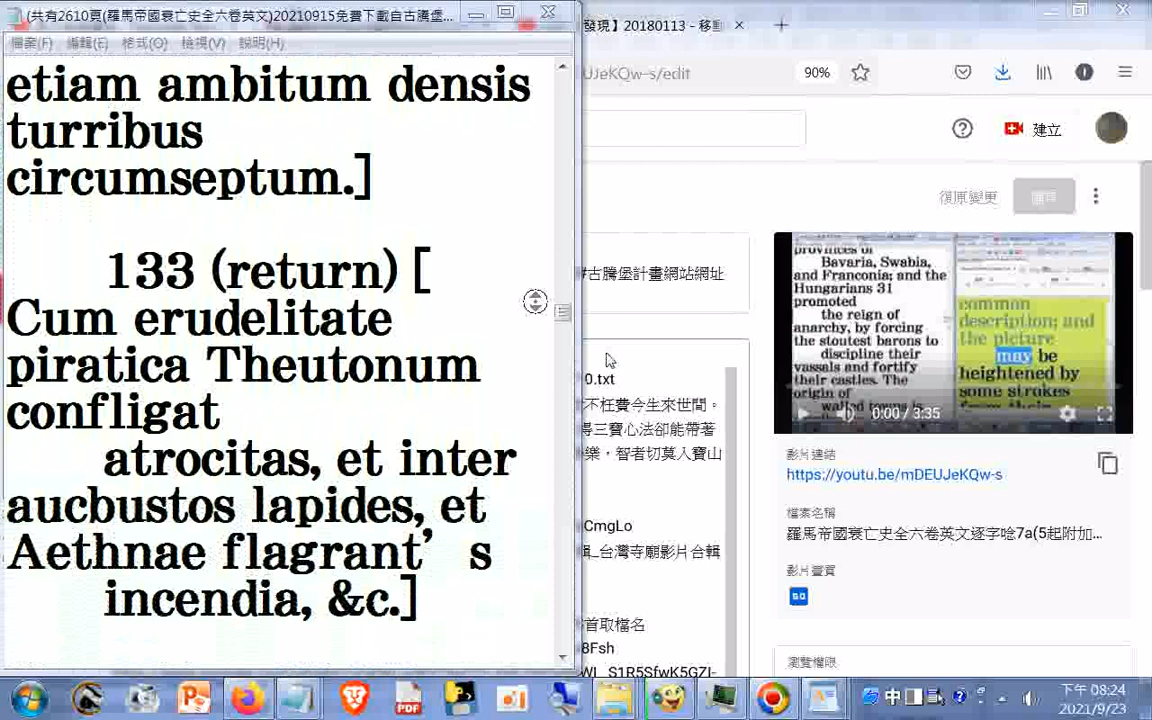 (共有2610頁(羅馬帝國衰亡史全六卷英文)20210915免費下載自古騰堡...
檔案(F) 編輯(E) 格式(O) 檢視(V) 說明(H)
etiam ambitum densis
turribus
circumseptum.]
133 (return) [
Cum erudelitate
piratica Theutonum
confligat
atrocitas, et inter
aucbustos lapides, et
Aethnae flagrant’s
incendia, &c.]
發現】20180113 - 移動
UJeKQw-s/edit
90%
建立
復原變更
#古騰堡計畫網站網址
0.txt
不枉費今生來世間。
得三寶心法卻能帶著
樂，智者切莫入寶山
CmgLo
輯_台灣寺廟影片合輯
首取檔名
8Fsh
WI_S1R5SfwK5GZI-
provinces of
Bavaria, Swabia,
and Franconia; and the
Hungarians 31
promoted
the reign of
anarchy, by forcing
the stoutest barons to
discipline their
vassals and fortify
their castles. The
origin of
walled towns is
common
description; and
the picture
may be
heightened by
some strokes
0:00 / 3:35
影片連結
https://youtu.be/mDEUJeKQw-s
檔案名稱
羅馬帝國衰亡史全六卷英文逐字唸7a(5起附加...
影片畫質
瀏覽權限
中
下午 08:24
2021/9/23